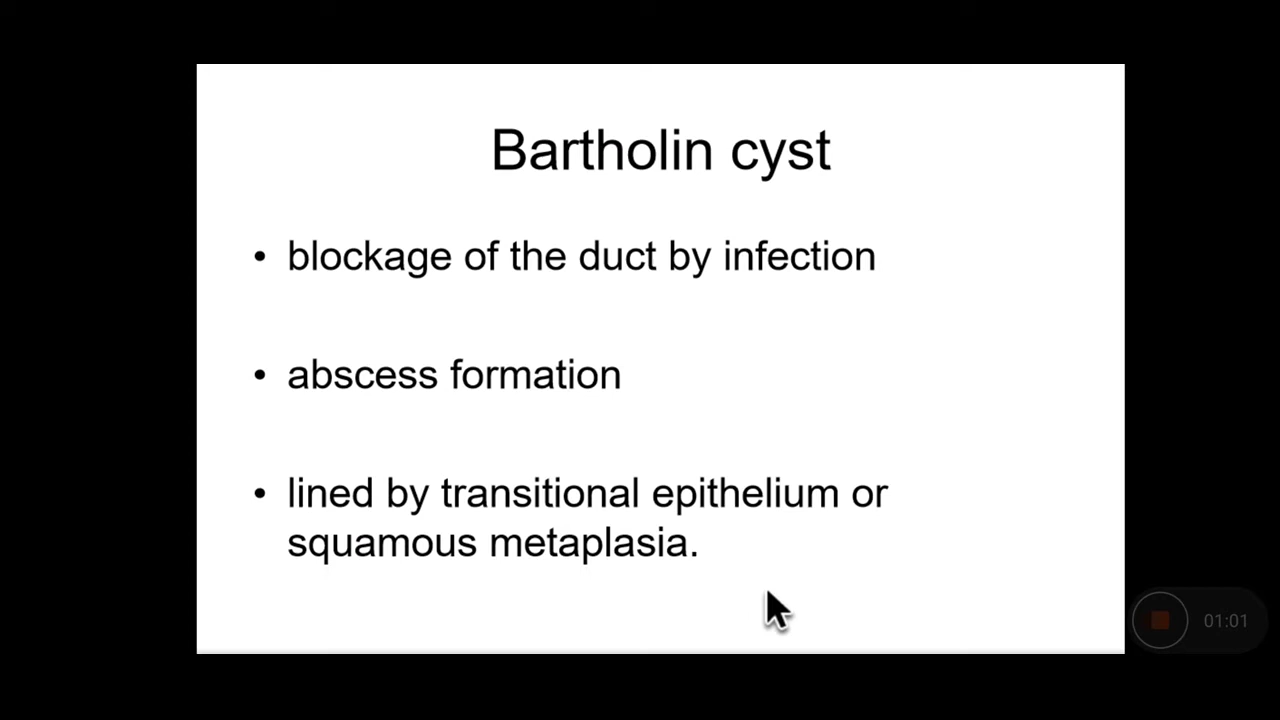 Bartholin cyst
• blockage of the duct by infection
• abscess formation
• lined by transitional epithelium or
squamous metaplasia.
01:01